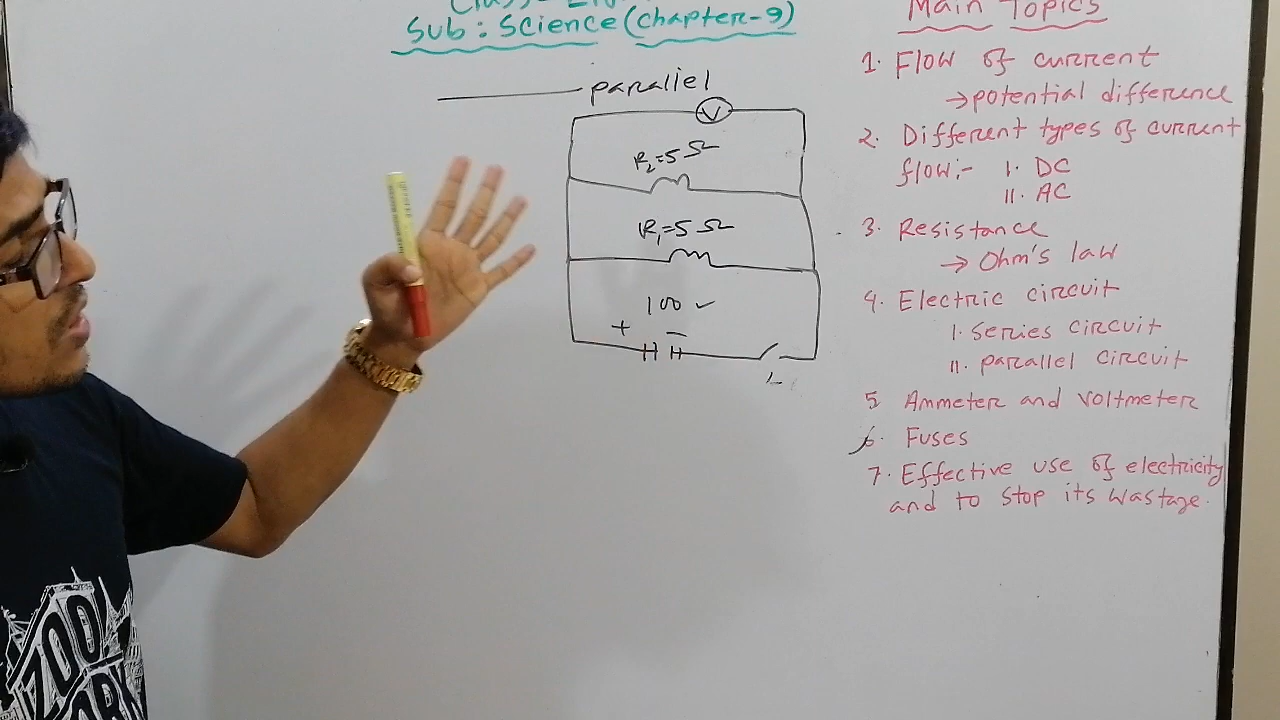 Sub : Science (chapter-9)
parallel
V
R2=5 Ω
R1=5 Ω
100
+ −
Main Topics
1. Flow of current
→ potential difference
2. Different types of current
flow:- I. DC
II. AC
3. Resistance
→ Ohm's law
4. Electric circuit
I. series circuit
II. parallel circuit
5 Ammeter and voltmeter
6. Fuses
7. Effective use of electricity
and to stop its wastage.
ZOO